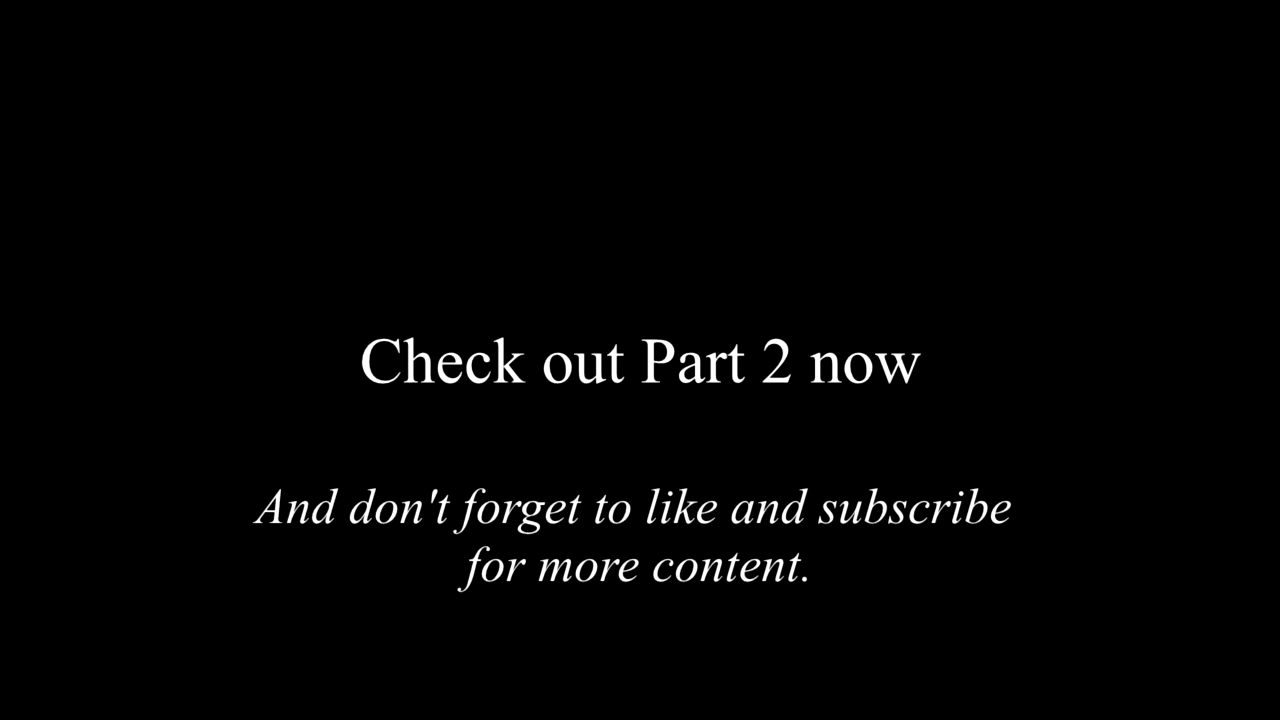 Check out Part 2 now
And don't forget to like and subscribe
for more content.